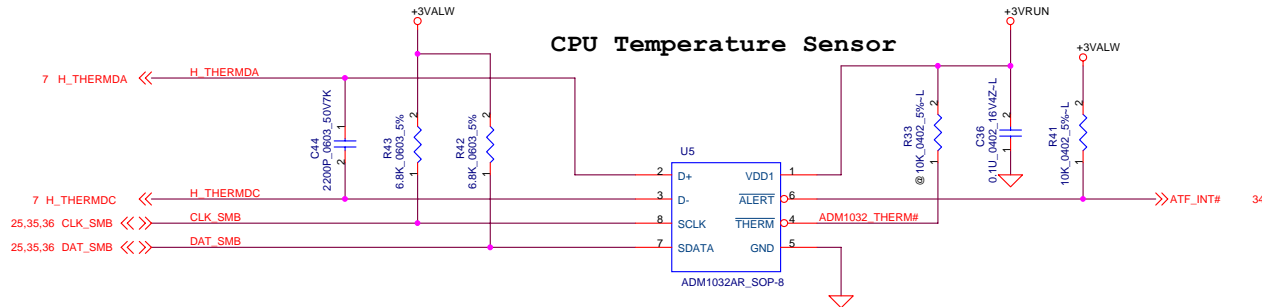 +3VALW
+3VRUN
CPU Temperature Sensor
+3VALW
7 H_THERMDA
H_THERMDA
C44
2200P_0603_50V7K
1
2
R43
6.8K_0603_5%
2
1
R42
6.8K_0603_5%
2
1
R33
@10K_0402_5%~L
2
1
C36
0.1U_0402_16V4Z~L
2
1
R41
10K_0402_5%~L
2
1
U5
2 D+ VDD1 1
7 H_THERMDC
H_THERMDC
3 D- ALERT 6
ATF_INT# 34
25,35,36 CLK_SMB
CLK_SMB
8 SCLK THERM 4
ADM1032_THERM#
25,35,36 DAT_SMB
DAT_SMB
7 SDATA GND 5
ADM1032AR_SOP-8